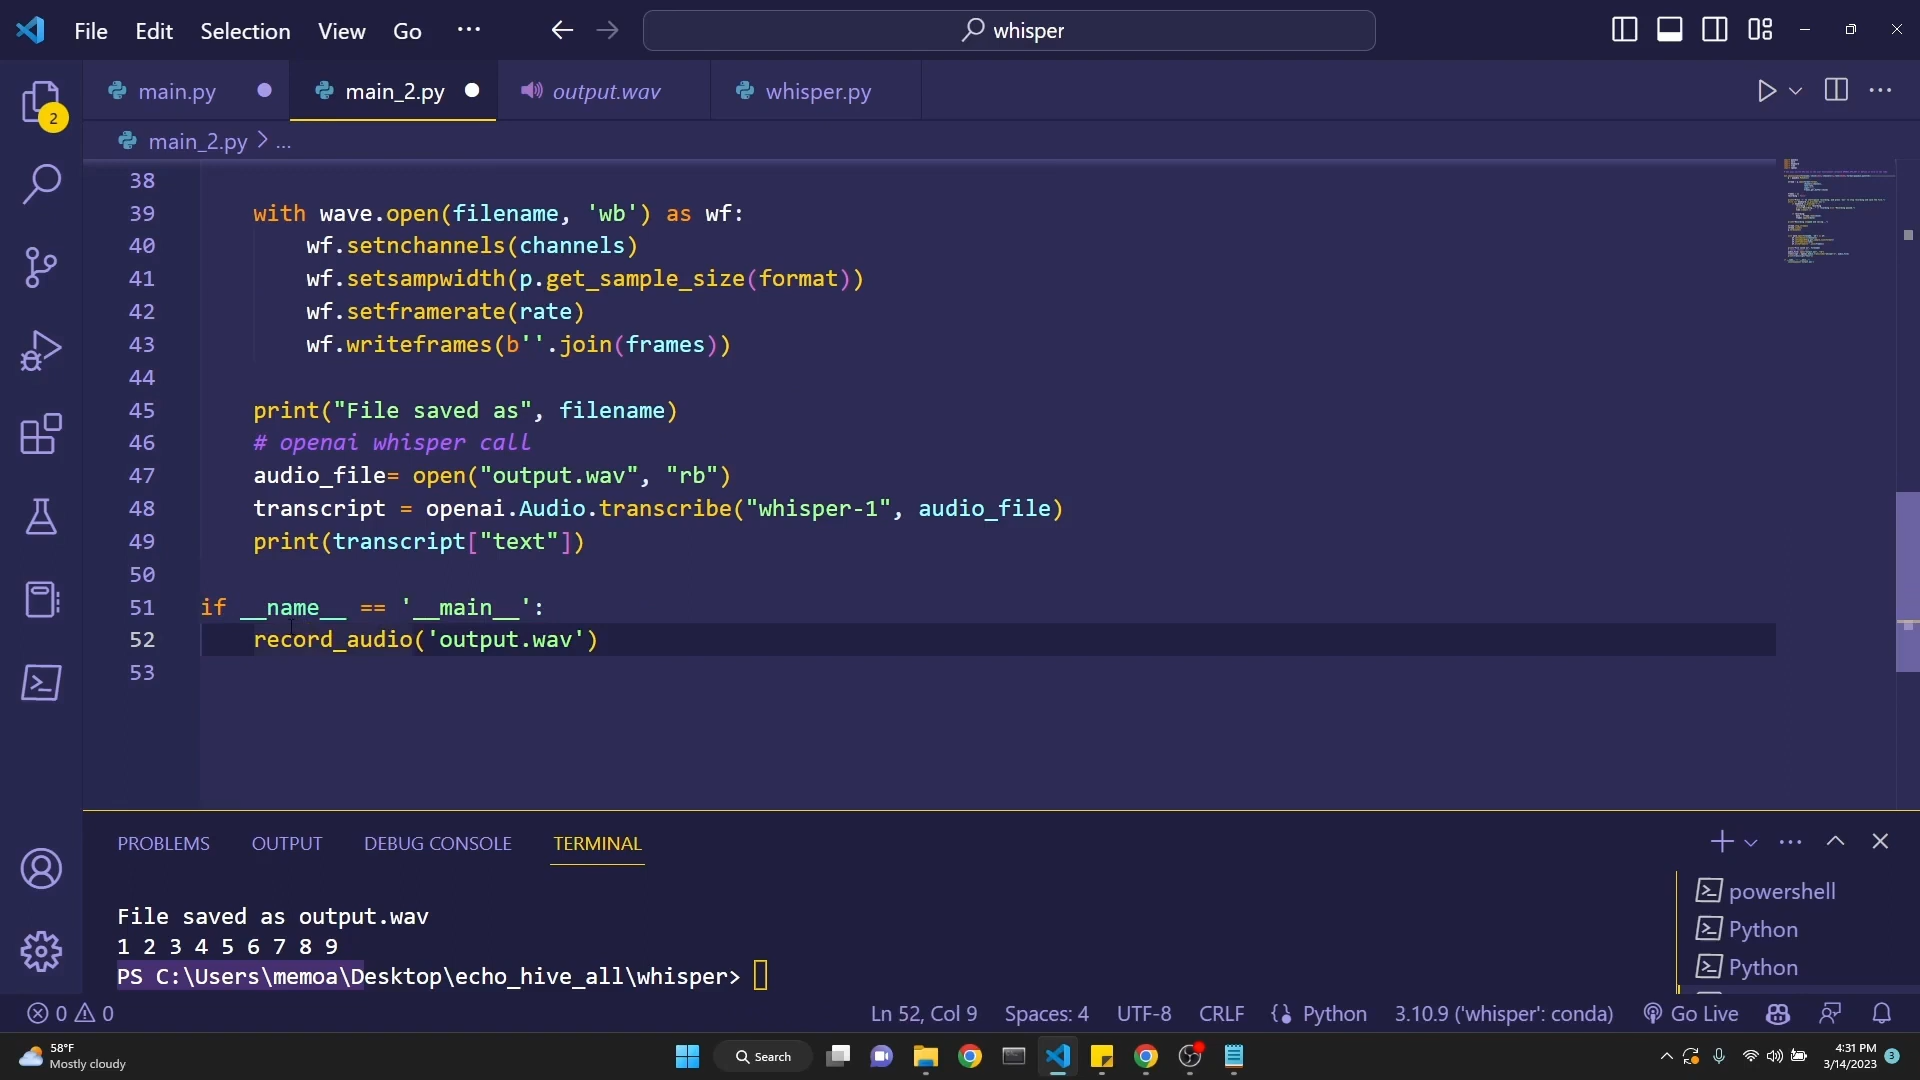 File Edit Selection View Go ··· whisper
main.py main_2.py output.wav whisper.py
2
main_2.py > ...
38
39 with wave.open(filename, 'wb') as wf:
40 wf.setnchannels(channels)
41 wf.setsampwidth(p.get_sample_size(format))
42 wf.setframerate(rate)
43 wf.writeframes(b''.join(frames))
44
45 print("File saved as", filename)
46 # openai whisper call
47 audio_file= open("output.wav", "rb")
48 transcript = openai.Audio.transcribe("whisper-1", audio_file)
49 print(transcript["text"])
50
51 if __name__ == '__main__':
52 record_audio('output.wav')
53
PROBLEMS OUTPUT DEBUG CONSOLE TERMINAL
File saved as output.wav
1 2 3 4 5 6 7 8 9
PS C:\Users\memoa\Desktop\echo_hive_all\whisper>
powershell
Python
Python
0 0 Ln 52, Col 9 Spaces: 4 UTF-8 CRLF Python 3.10.9 ('whisper': conda) Go Live
58°F
Mostly cloudy
Search
4:31 PM
3/14/2023
3